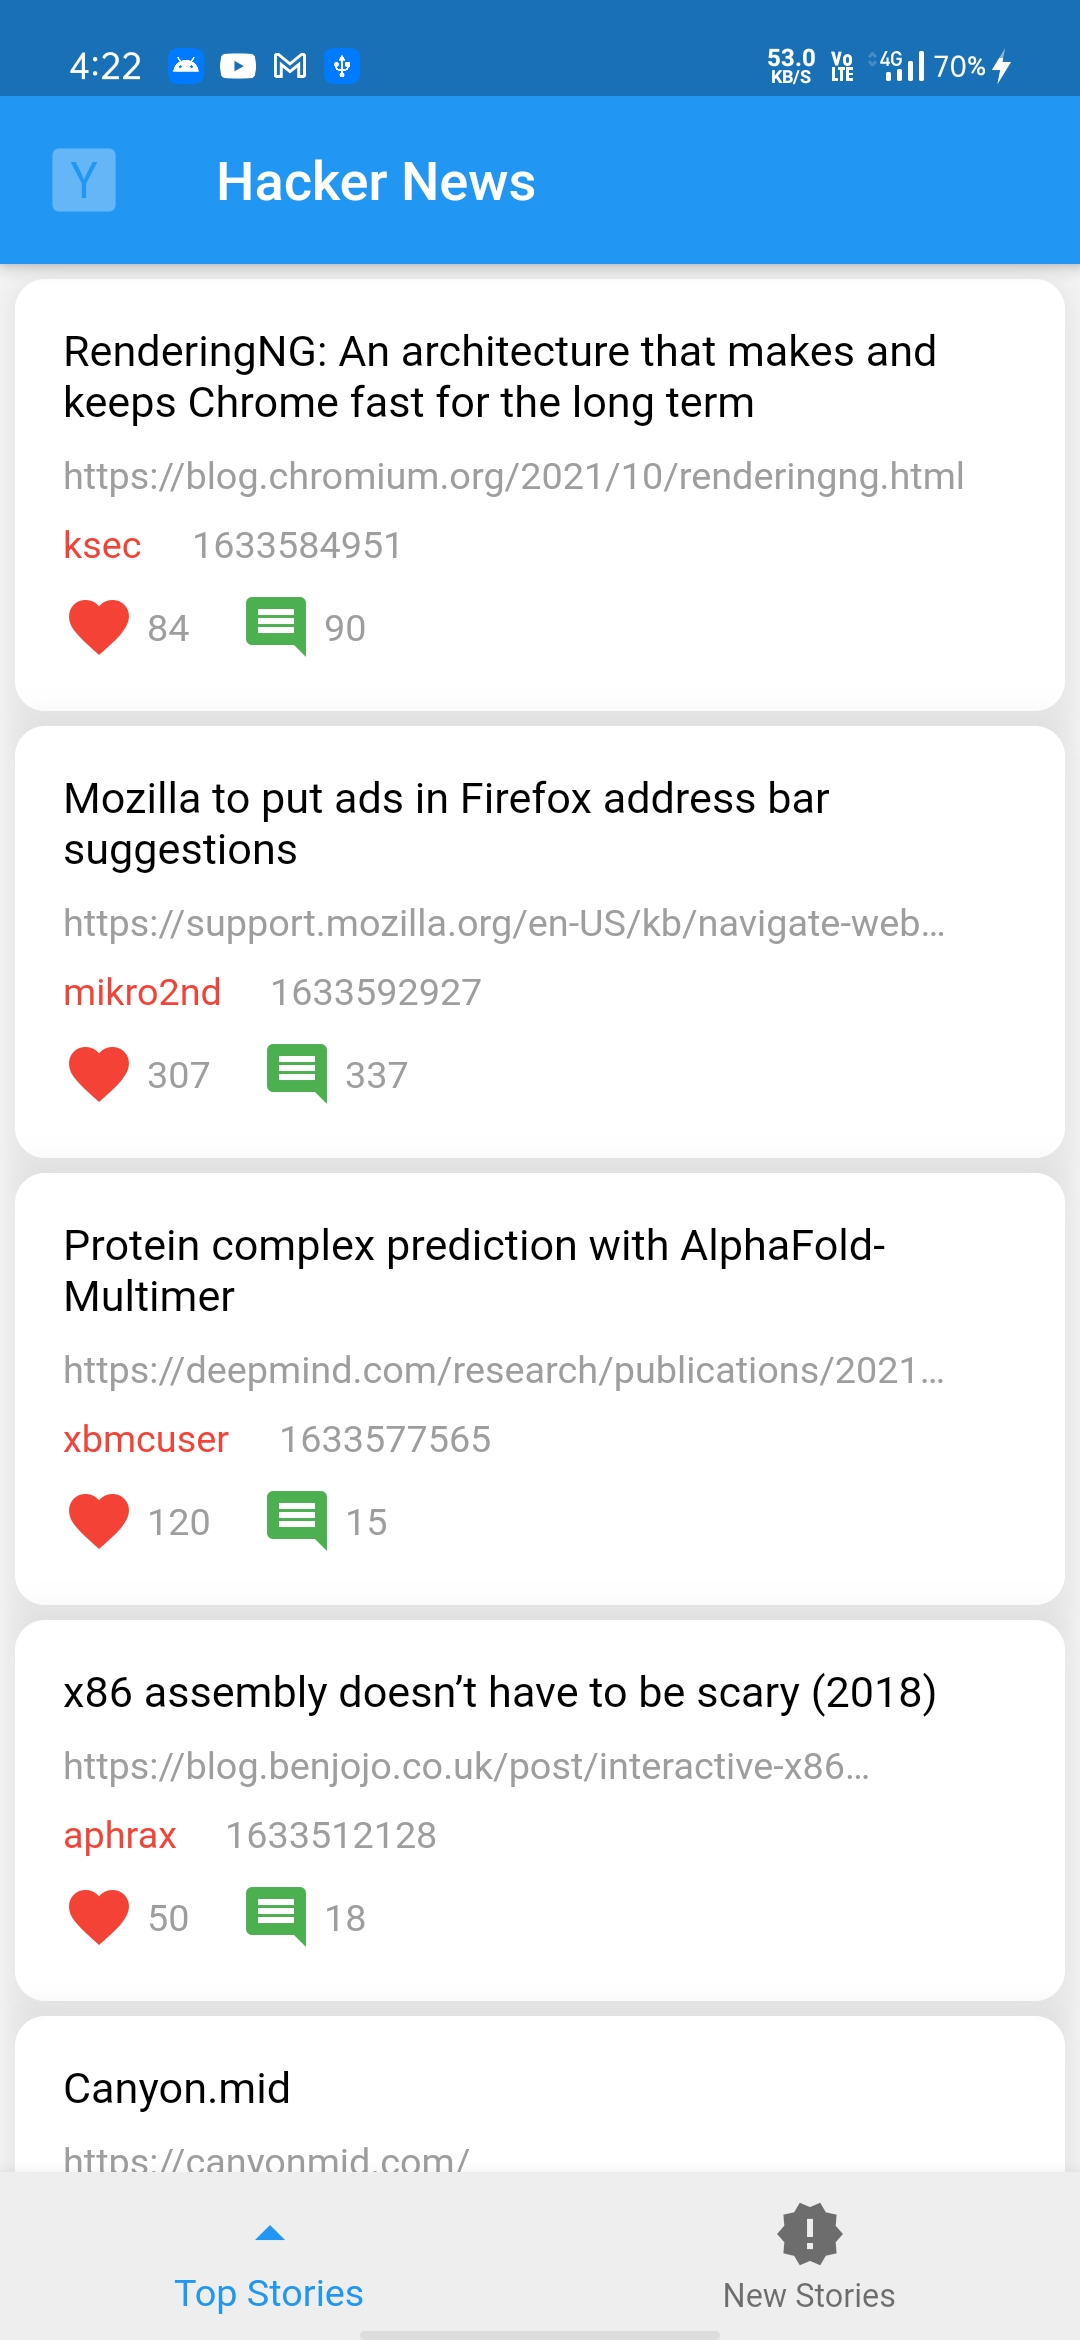 4:22 53.0 KB/S Vo LTE 4G 70%
Y Hacker News
RenderingNG: An architecture that makes and
keeps Chrome fast for the long term
https://blog.chromium.org/2021/10/renderingng.html
ksec 1633584951
84 90
Mozilla to put ads in Firefox address bar
suggestions
https://support.mozilla.org/en-US/kb/navigate-web…
mikro2nd 1633592927
307 337
Protein complex prediction with AlphaFold-
Multimer
https://deepmind.com/research/publications/2021…
xbmcuser 1633577565
120 15
x86 assembly doesn’t have to be scary (2018)
https://blog.benjojo.co.uk/post/interactive-x86…
aphrax 1633512128
50 18
Canyon.mid
https://canyonmid.com/
Top Stories New Stories